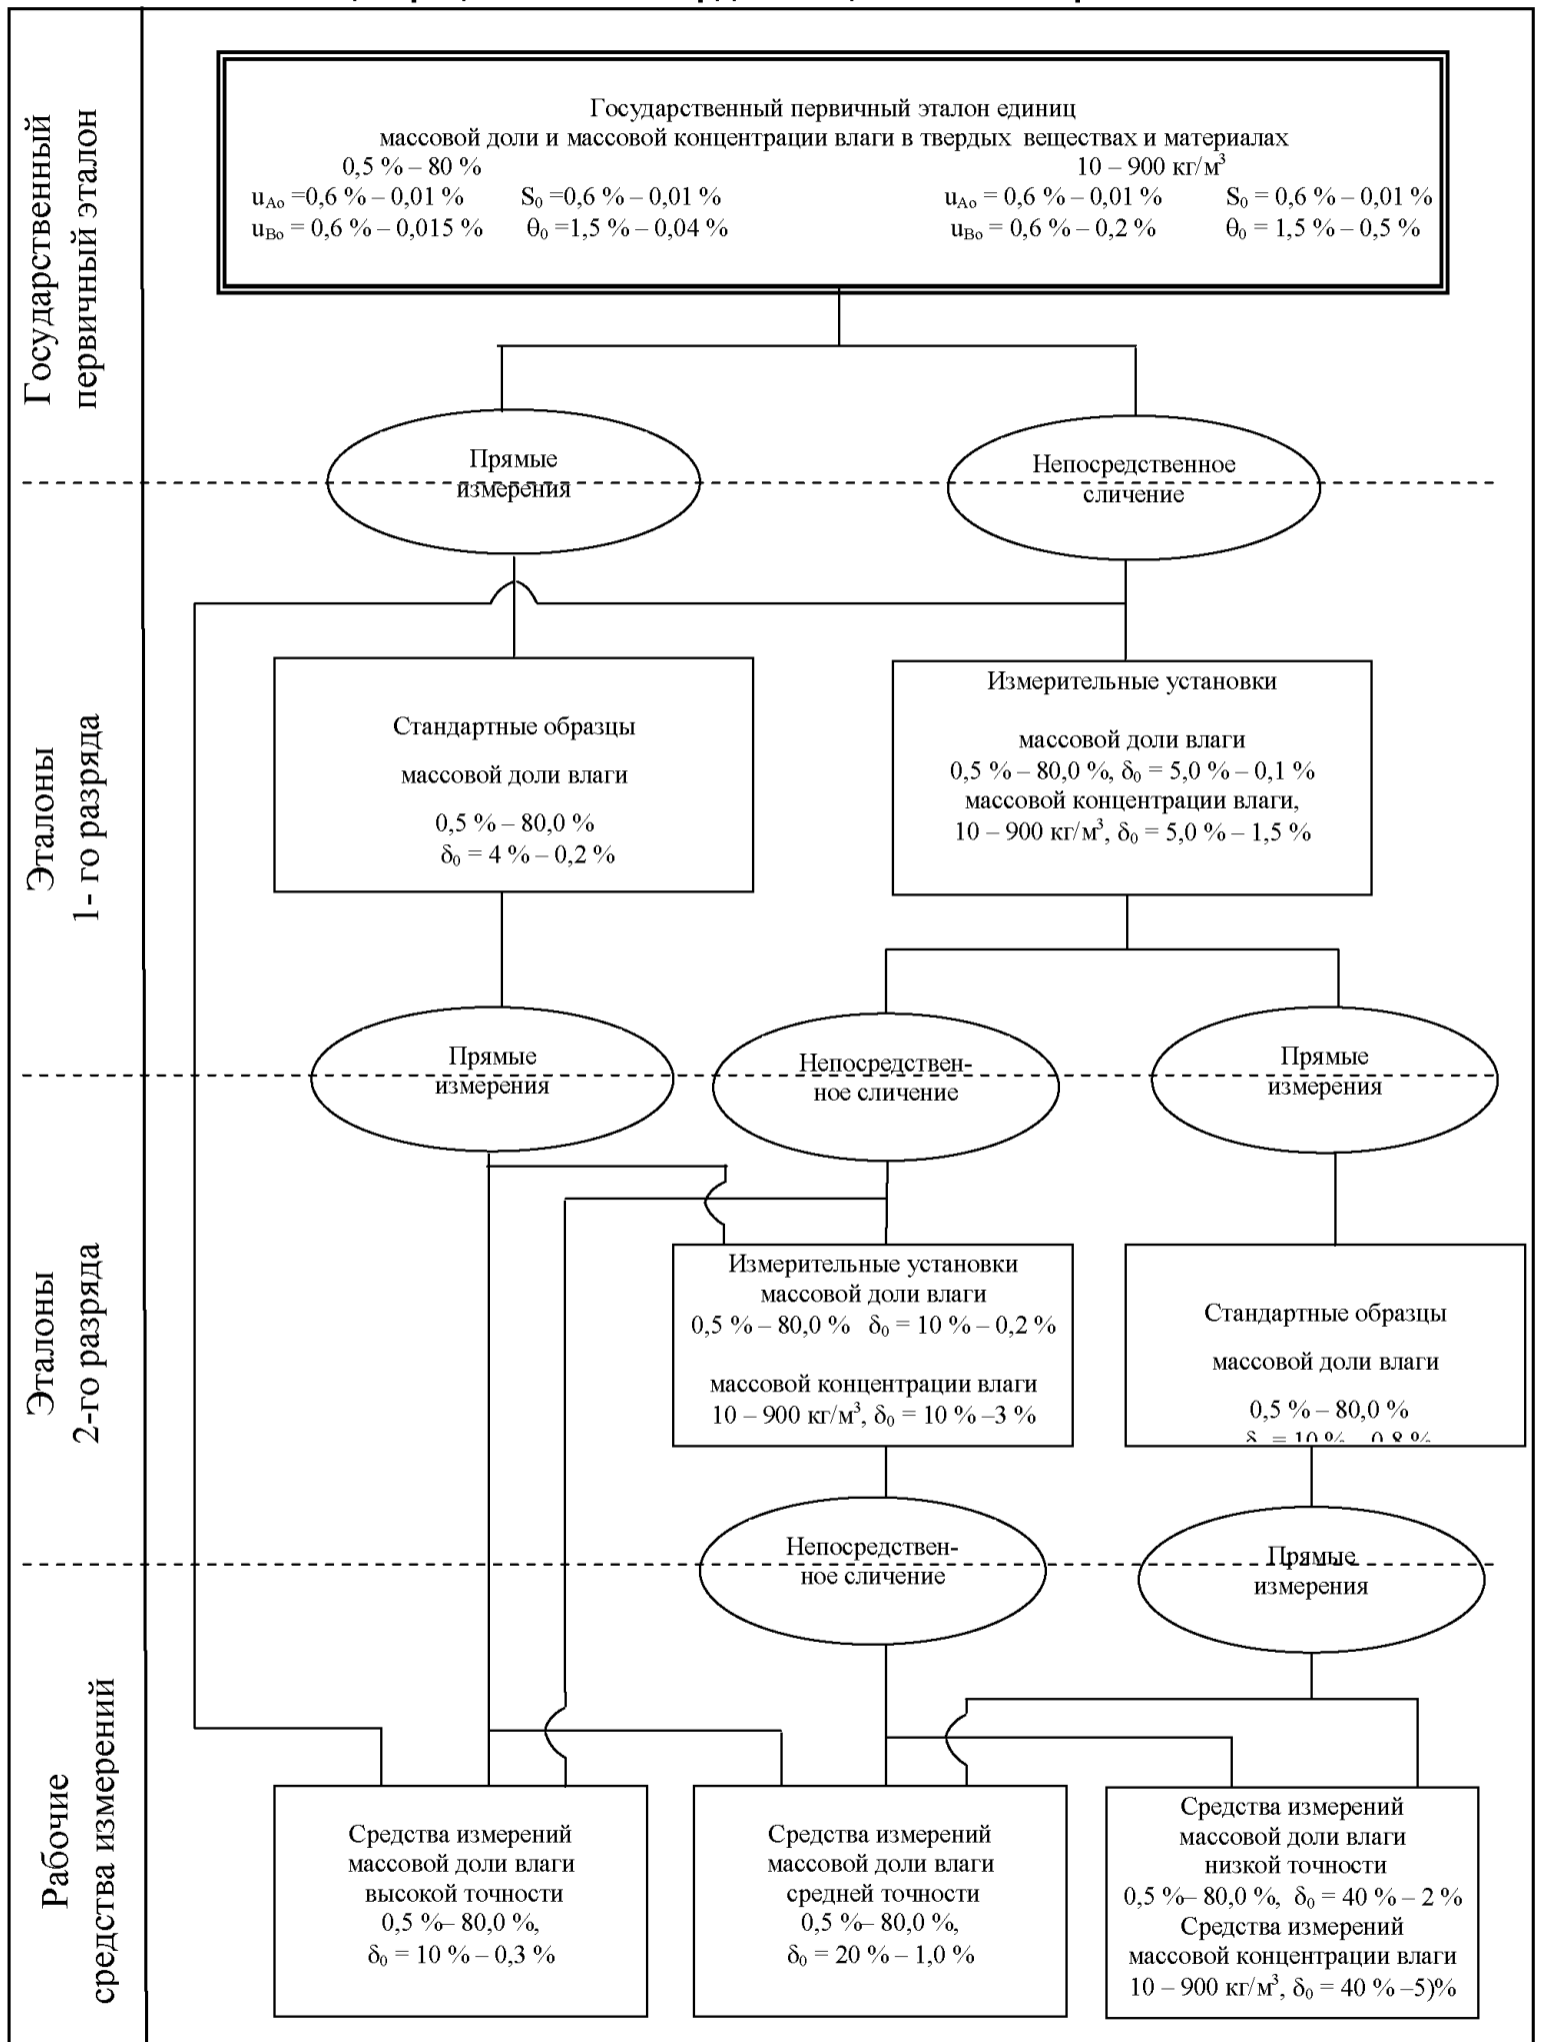 Государственный
первичный эталон
Государственный первичный эталон единиц
массовой доли и массовой концентрации влаги в твердых веществах и материалах
0,5 % – 80 % 10 – 900 кг/м³
uAo =0,6 % – 0,01 % S₀ =0,6 % – 0,01 % uAo = 0,6 % – 0,01 % S₀ = 0,6 % – 0,01 %
uBo = 0,6 % – 0,015 % θ₀ =1,5 % – 0,04 % uBo = 0,6 % – 0,2 % θ₀ = 1,5 % – 0,5 %
Прямые
измерения
Непосредственное
сличение
Эталоны
1- го разряда
Стандартные образцы
массовой доли влаги
0,5 % – 80,0 %
δ₀ = 4 % – 0,2 %
Измерительные установки
массовой доли влаги
0,5 % – 80,0 %, δ₀ = 5,0 % – 0,1 %
массовой концентрации влаги,
10 – 900 кг/м³, δ₀ = 5,0 % – 1,5 %
Прямые
измерения
Непосредствен-
ное сличение
Прямые
измерения
Эталоны
2-го разряда
Измерительные установки
массовой доли влаги
0,5 % – 80,0 % δ₀ = 10 % – 0,2 %
массовой концентрации влаги
10 – 900 кг/м³, δ₀ = 10 % –3 %
Стандартные образцы
массовой доли влаги
0,5 % – 80,0 %
Непосредствен-
ное сличение
Прямые
измерения
Рабочие
средства измерений
Средства измерений
массовой доли влаги
высокой точности
0,5 %– 80,0 %,
δ₀ = 10 % – 0,3 %
Средства измерений
массовой доли влаги
средней точности
0,5 %– 80,0 %,
δ₀ = 20 % – 1,0 %
Средства измерений
массовой доли влаги
низкой точности
0,5 %– 80,0 %, δ₀ = 40 % – 2 %
Средства измерений
массовой концентрации влаги
10 – 900 кг/м³, δ₀ = 40 % –5)%